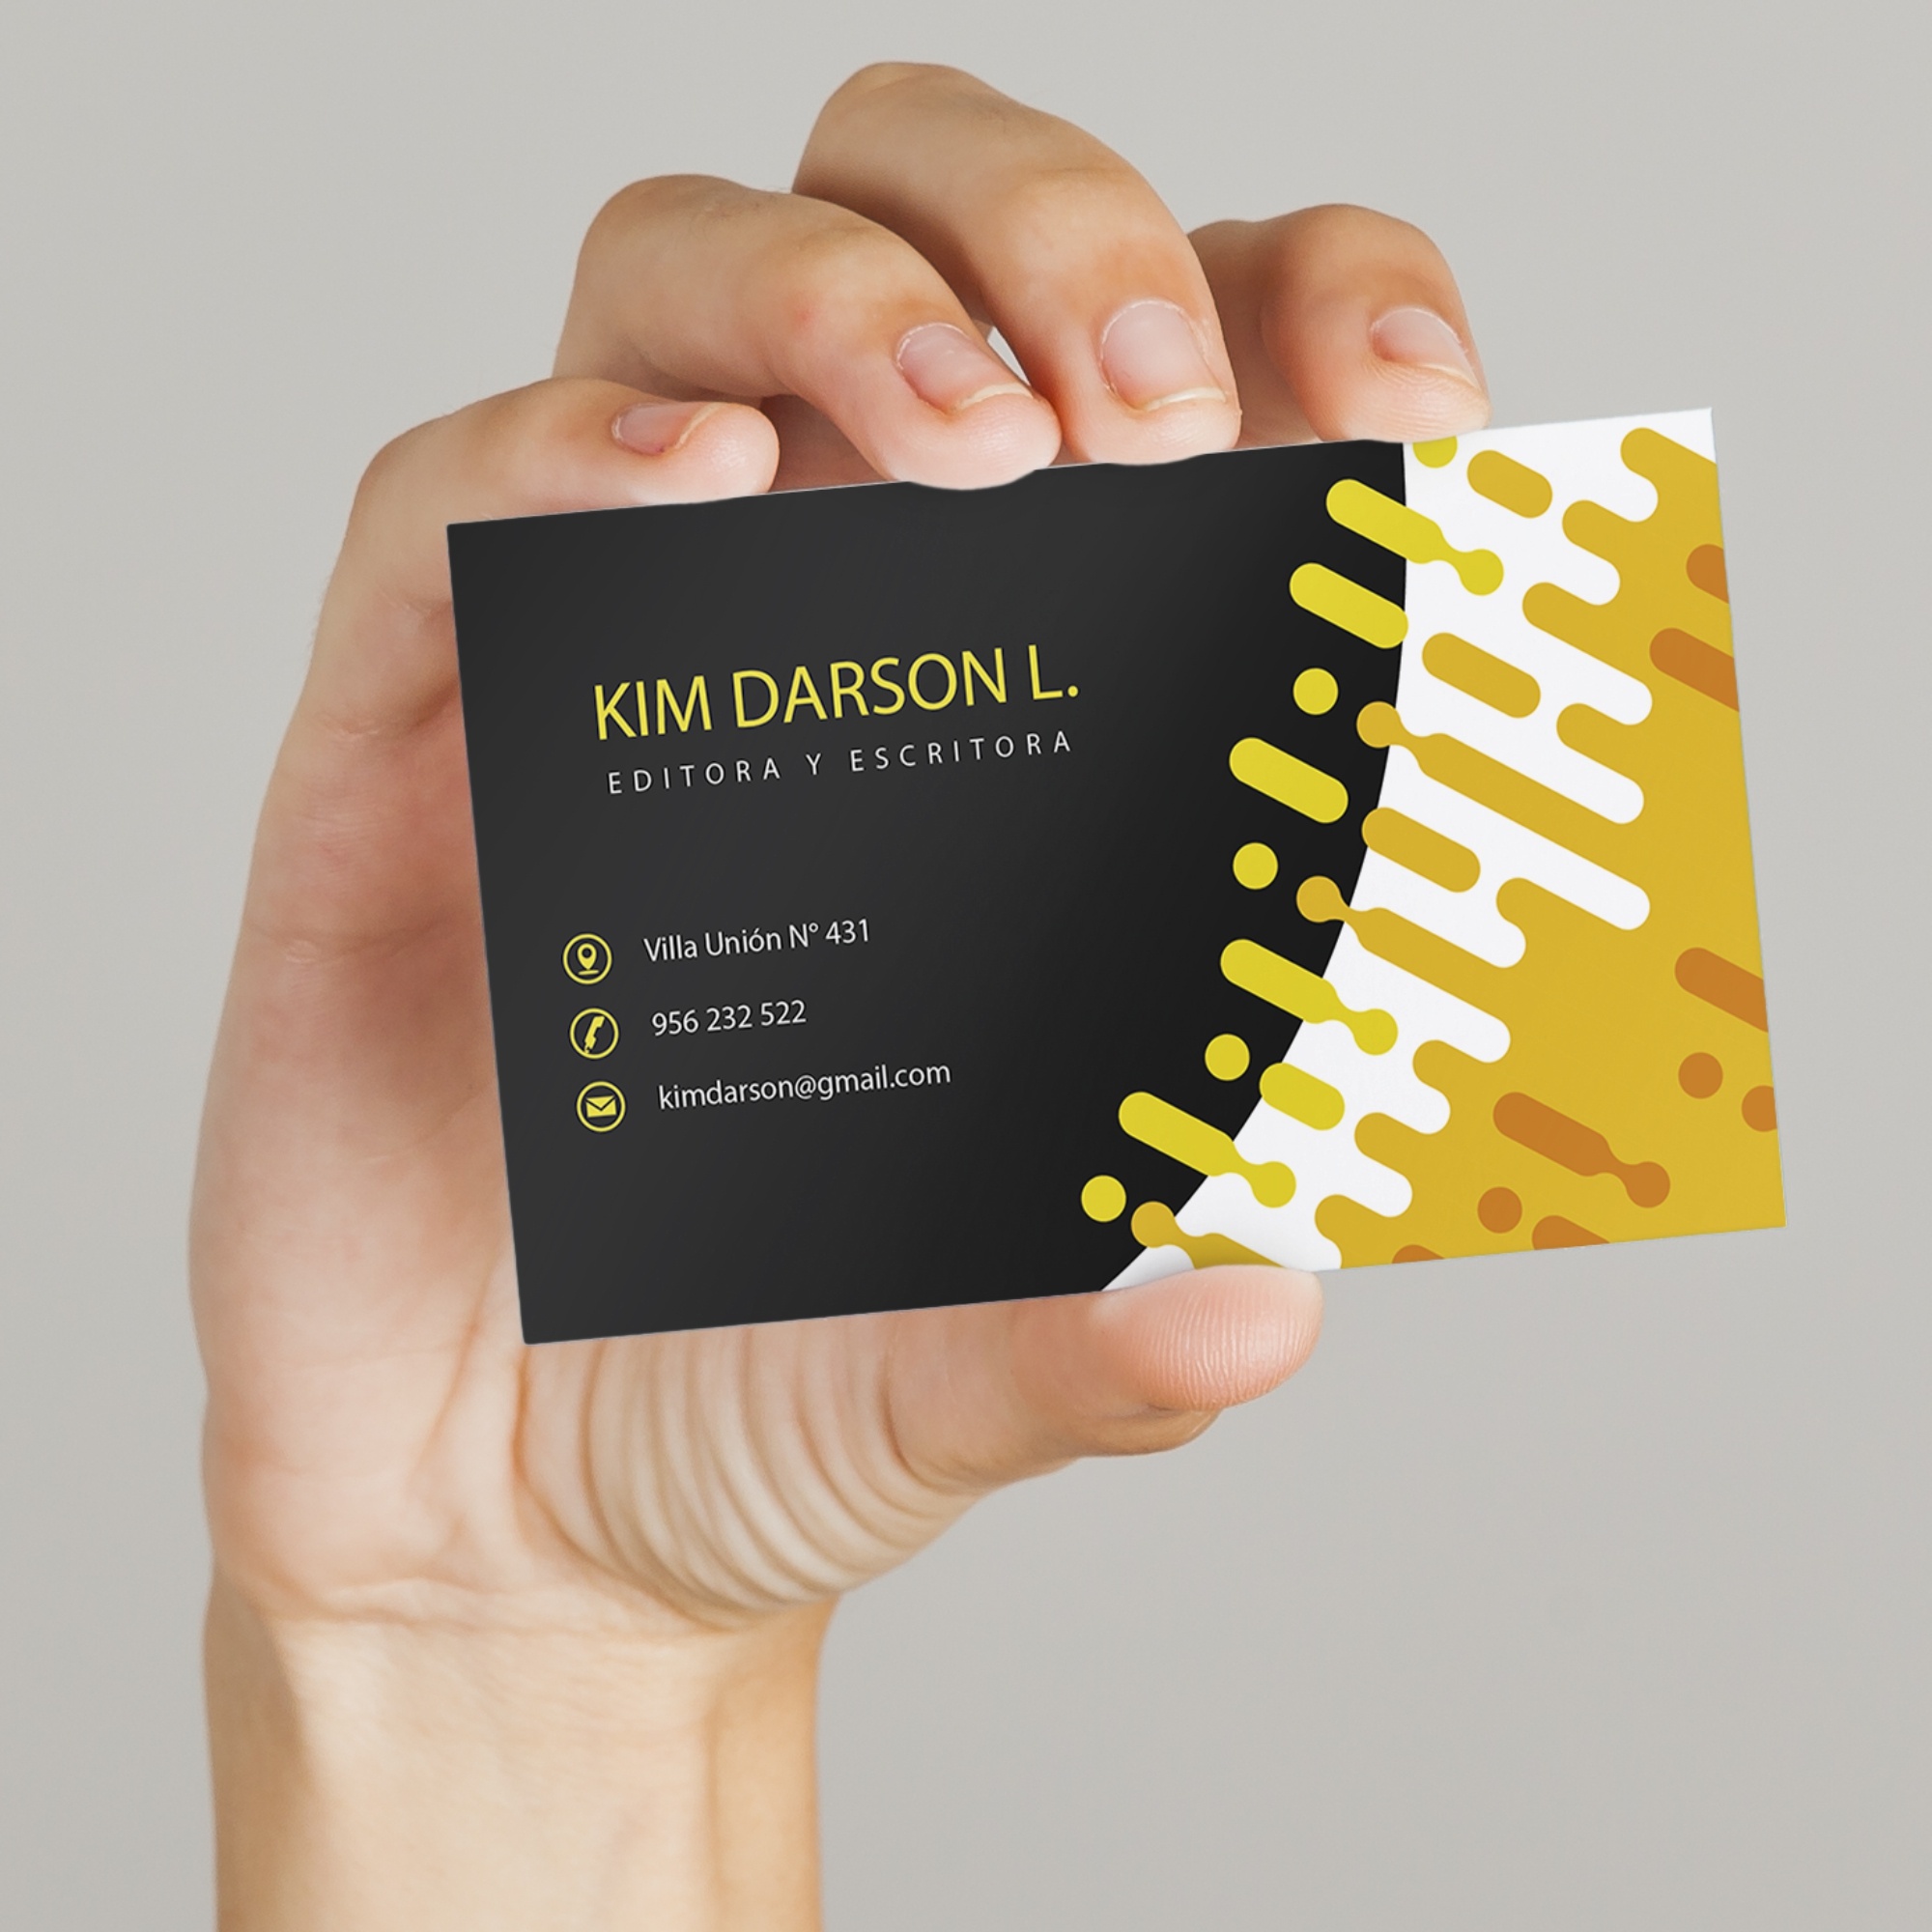 KIM DARSON L.
EDITORA Y ESCRITORA
Villa Unión N° 431
956 232 522
kimdarson@gmail.com